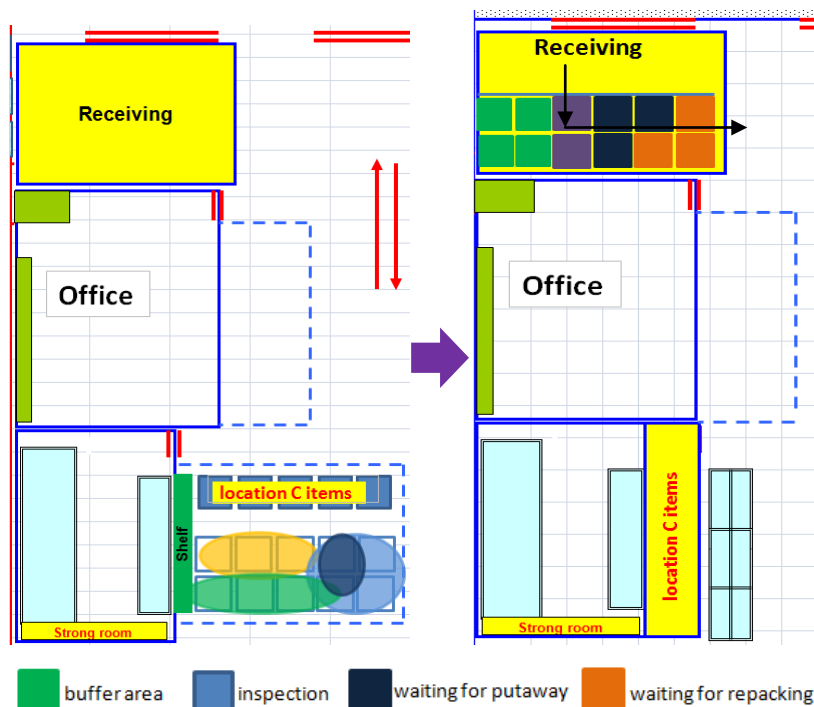 Receiving
Office
Shelf
location C items
Strong room
Receiving
Office
location C items
Strong room
buffer area
inspection
waiting for putaway
waiting for repacking